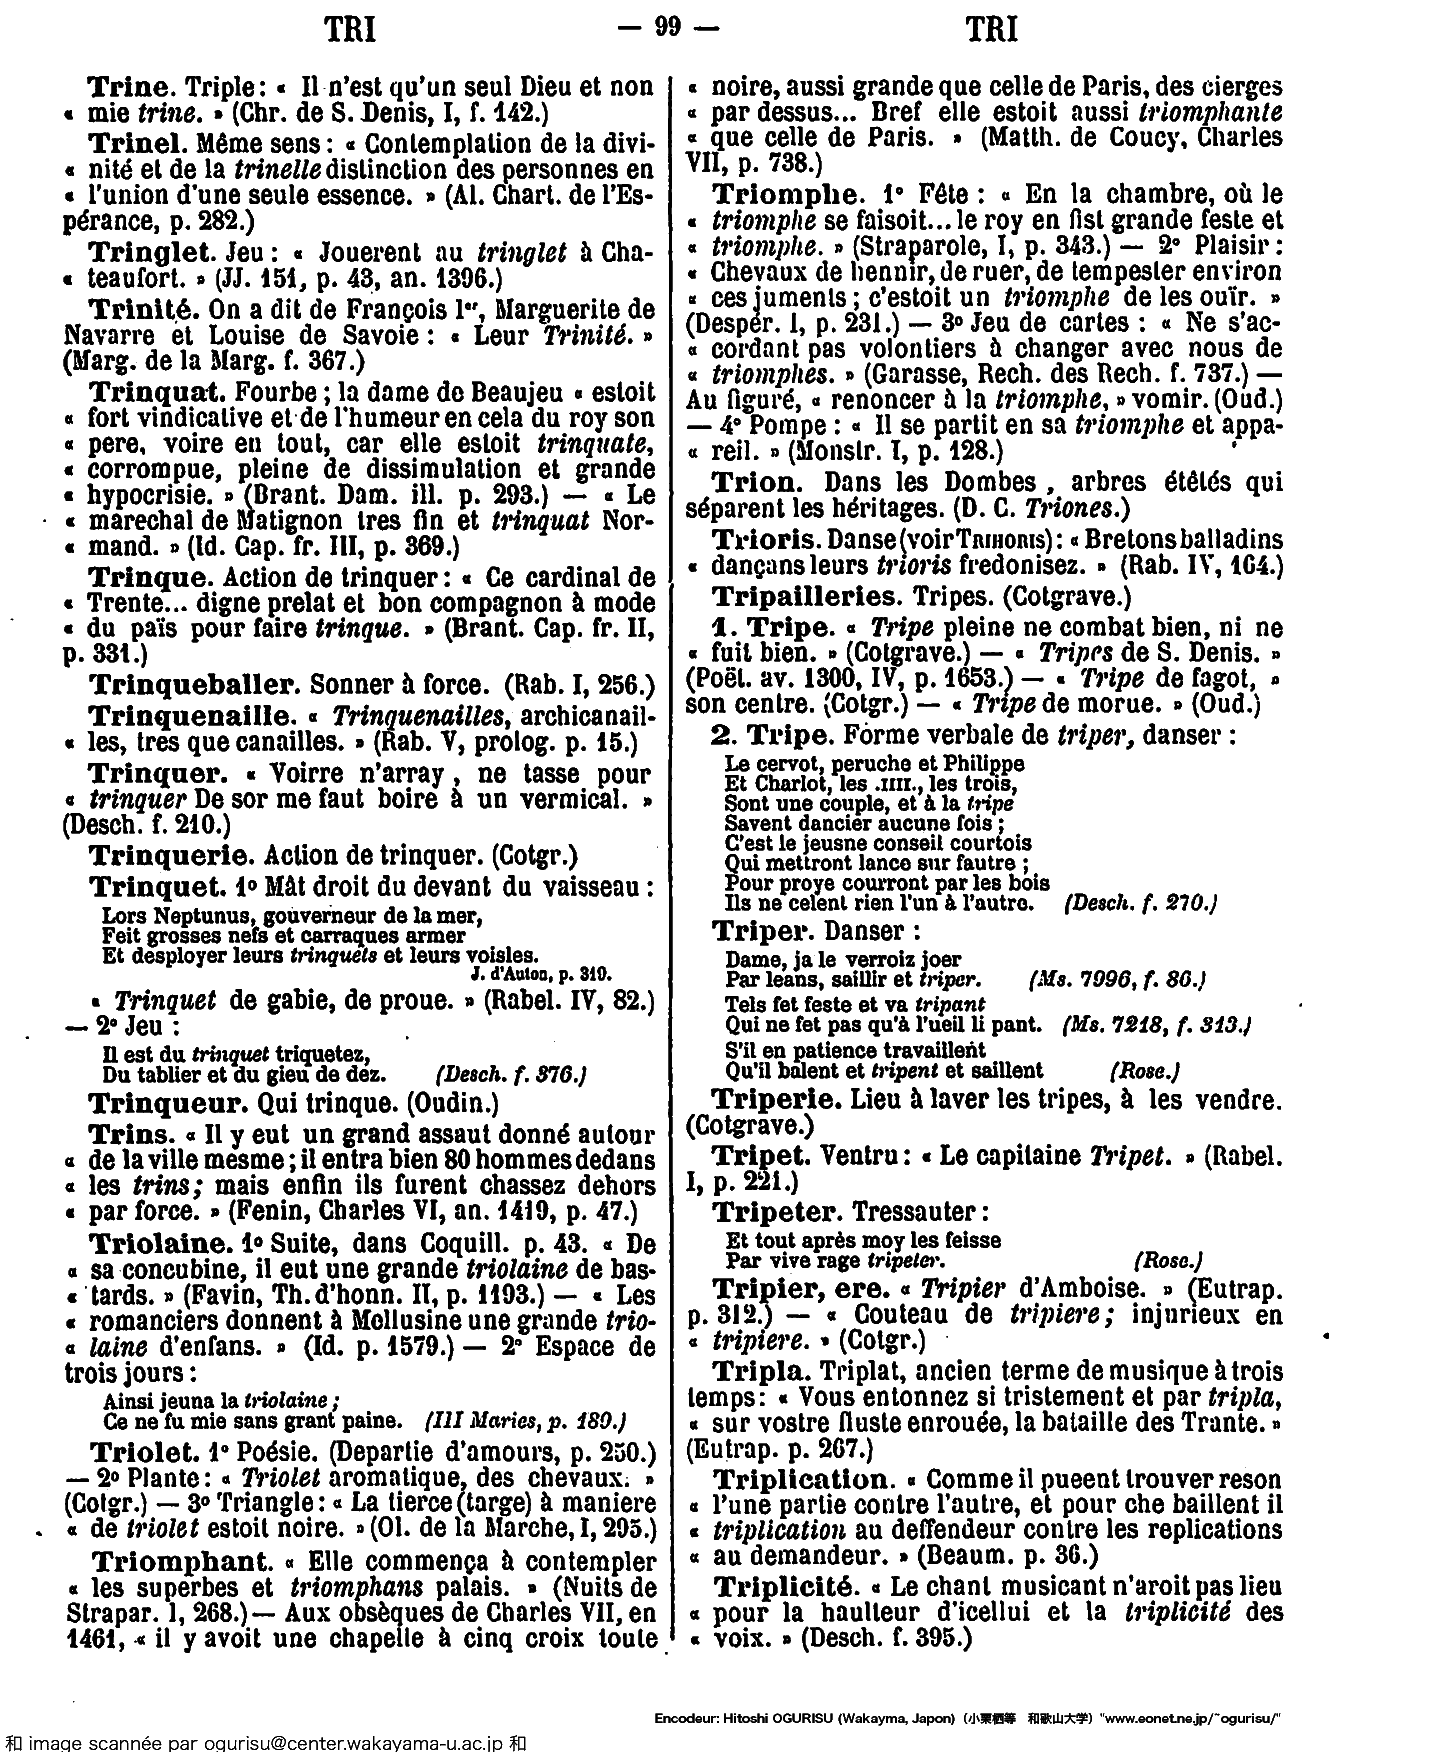 TRI — 99 — TRI
Trine. Triple : « Il n'est qu'un seul Dieu et non
« mie trine. » (Chr. de S. Denis, I, f. 142.)
Trinel. Même sens : « Contemplation de la divi-
« nité et de la trinelle distinction des personnes en
« l'union d'une seule essence. » (Al. Chart. de l'Es-
pérance, p. 282.)
Tringlet. Jeu : « Jouerent au tringlet à Cha-
« teaufort. » (JJ. 151, p. 43, an. 1396.)
Trinité. On a dit de François Ier, Marguerite de
Navarre et Louise de Savoie : « Leur Trinité. »
(Marg. de la Marg. f. 367.)
Trinquat. Fourbe ; la dame de Beaujeu « estoit
« fort vindicative et de l'humeur en cela du roy son
« pere, voire en tout, car elle estoit trinquate,
« corrompue, pleine de dissimulation et grande
« hypocrisie. » (Brant. Dam. ill. p. 293.) — « Le
« marechal de Matignon tres fin et trinquat Nor-
« mand. » (Id. Cap. fr. III, p. 369.)
Trinque. Action de trinquer : « Ce cardinal de
« Trente... digne prelat et bon compagnon à mode
« du païs pour faire trinque. » (Brant. Cap. fr. II,
p. 331.)
Trinqueballer. Sonner à force. (Rab. I, 256.)
Trinquenaille. « Trinquenailles, archicanail-
« les, tres que canailles. » (Rab. V, prolog. p. 15.)
Trinquer. « Voirre n'array , ne tasse pour
« trinquer De sor me faut boire à un vermical. »
(Desch. f. 210.)
Trinquerie. Action de trinquer. (Cotgr.)
Trinquet. 1º Mât droit du devant du vaisseau :
Lors Neptunus, gouverneur de la mer,
Feit grosses nefs et carraques armer
Et desployer leurs trinquets et leurs voisles.
J. d'Auton, p. 319.
« Trinquet de gabie, de proue. » (Rabel. IV, 82.)
— 2º Jeu :
Il est du trinquet triquetez,
Du tablier et du gieu de dez. (Desch. f. 376.)
Trinqueur. Qui trinque. (Oudin.)
Trins. « Il y eut un grand assaut donné autour
« de la ville mesme ; il entra bien 80 hommes dedans
« les trins ; mais enfin ils furent chassez dehors
« par force. » (Fenin, Charles VI, an. 1419, p. 47.)
Triolaine. 1º Suite, dans Coquill. p. 43. « De
« sa concubine, il eut une grande triolaine de bas-
« tards. » (Favin, Th. d'honn. II, p. 1193.) — « Les
« romanciers donnent à Mellusine une grande trio-
« laine d'enfans. » (Id. p. 1579.) — 2º Espace de
trois jours :
Ainsi jeuna la triolaine ;
Ce ne fu mie sans grant paine. (III Maries, p. 189.)
Triolet. 1º Poésie. (Departie d'amours, p. 250.)
— 2º Plante : « Triolet aromatique, des chevaux. »
(Cotgr.) — 3º Triangle : « La tierce (targe) à maniere
« de triolet estoit noire. » (Ol. de la Marche, I, 295.)
Triomphant. « Elle commença à contempler
« les superbes et triomphans palais. » (Nuits de
Strapar. I, 268.) — Aux obsèques de Charles VII, en
1461, « il y avoit une chapelle à cinq croix toute
« noire, aussi grande que celle de Paris, des cierges
« par dessus... Bref elle estoit aussi triomphante
« que celle de Paris. » (Matth. de Coucy, Charles
VII, p. 738.)
Triomphe. 1º Fête : « En la chambre, où le
« triomphe se faisoit... le roy en fist grande feste et
« triomphe. » (Straparole, I, p. 343.) — 2º Plaisir :
« Chevaux de hennir, de ruer, de tempester environ
« ces juments ; c'estoit un triomphe de les ouïr. »
(Desper. I, p. 231.) — 3º Jeu de cartes : « Ne s'ac-
« cordant pas volontiers à changer avec nous de
« triomphes. » (Garasse, Rech. des Rech. f. 737.) —
Au figuré, « renoncer à la triomphe, » vomir. (Oud.)
— 4º Pompe : « Il se partit en sa triomphe et appa-
« reil. » (Monstr. I, p. 128.)
Trion. Dans les Dombes , arbres étêtés qui
séparent les héritages. (D. C. Triones.)
Trioris. Danse (voir TRIHORIS) : « Bretons balladins
« dançans leurs trioris fredonisez. » (Rab. IV, 164.)
Tripailleries. Tripes. (Cotgrave.)
1. Tripe. « Tripe pleine ne combat bien, ni ne
« fuit bien. » (Cotgrave.) — « Tripes de S. Denis. »
(Poët. av. 1300, IV, p. 1653.) — « Tripe de fagot, »
son centre. (Cotgr.) — « Tripe de morue. » (Oud.)
2. Tripe. Forme verbale de triper, danser :
Le cervot, peruche et Philippe
Et Charlot, les .IIII., les trois,
Sont une couple, et à la tripe
Savent dancier aucune fois ;
C'est le jeusne conseil courtois
Qui mettront lance sur fautre ;
Pour proye courront par les bois
Ils ne celent rien l'un à l'autre. (Desch. f. 270.)
Triper. Danser :
Dame, ja le verroiz joer
Par leans, saillir et triper. (Ms. 7996, f. 86.)
Tels fet feste et va tripant
Qui ne fet pas qu'à l'ueil li pant. (Ms. 7218, f. 313.)
S'il en patience travaillent
Qu'il balent et tripent et saillent (Rose.)
Triperie. Lieu à laver les tripes, à les vendre.
(Cotgrave.)
Tripet. Ventru : « Le capitaine Tripet. » (Rabel.
I, p. 221.)
Tripeter. Tressauter :
Et tout après moy les feisse
Par vive rage tripeter. (Rose.)
Tripier, ere. « Tripier d'Amboise. » (Eutrap.
p. 312.) — « Couteau de tripiere ; injurieux en
« tripiere. » (Cotgr.)
Tripla. Triplat, ancien terme de musique à trois
temps : « Vous entonnez si tristement et par tripla,
« sur vostre fluste enrouée, la bataille des Trante. »
(Eutrap. p. 267.)
Triplication. « Comme il pueent trouver reson
« l'une partie contre l'autre, et pour che baillent il
« triplication au deffendeur contre les replications
« au demandeur. » (Beaum. p. 36.)
Triplicité. « Le chant musicant n'aroit pas lieu
« pour la haulteur d'icellui et la triplicité des
« voix. » (Desch. f. 395.)
Encodeur: Hitoshi OGURISU (Wakayma, Japon) (小栗栖等 和歌山大学) "www.eonet.ne.jp/~ogurisu/"
和 image scannée par ogurisu@center.wakayama-u.ac.jp 和